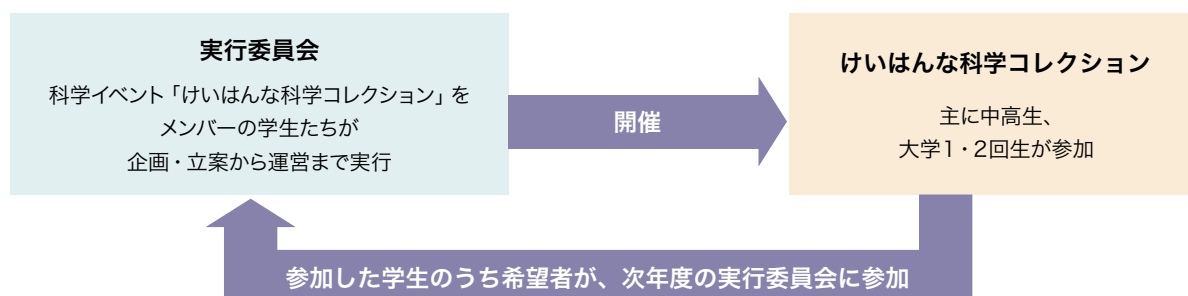 実行委員会
科学イベント「けいはんな科学コレクション」を
メンバーの学生たちが
企画・立案から運営まで実行
開催
けいはんな科学コレクション
主に中高生、
大学1・2回生が参加
参加した学生のうち希望者が、次年度の実行委員会に参加